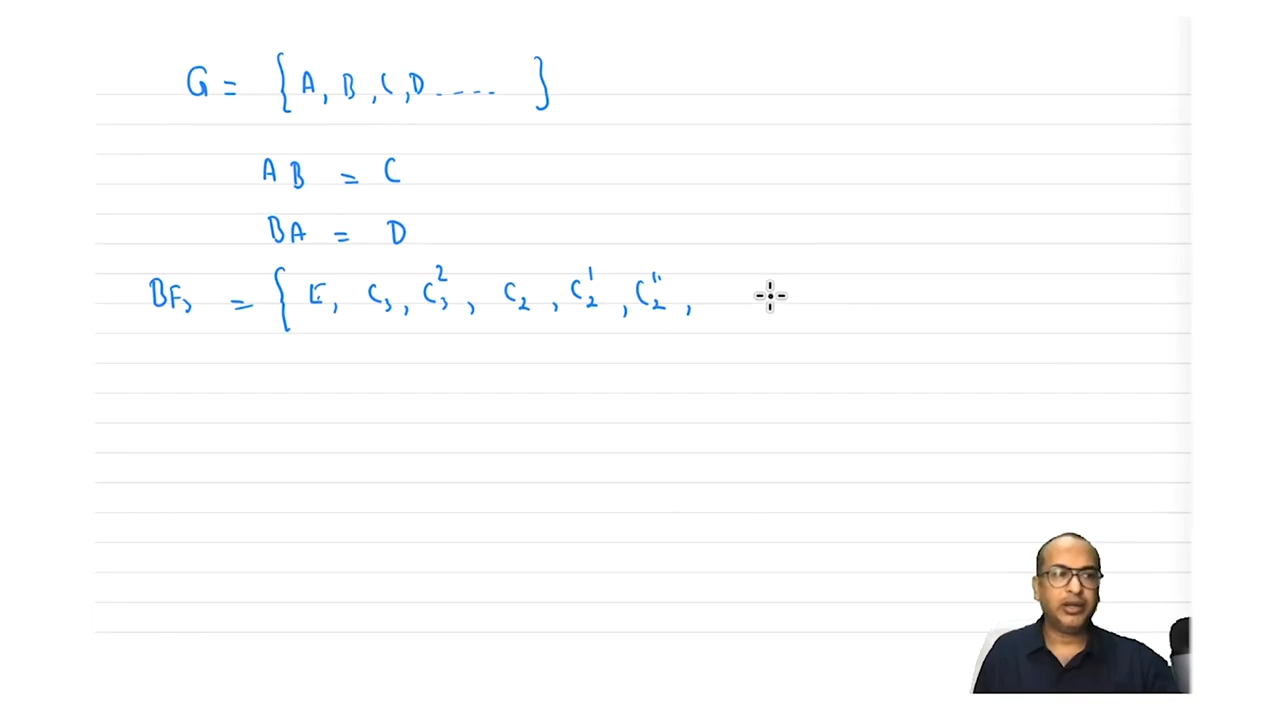 G = { A, B, C, D..... }
AB = C
BA = D
BF₃ = { E, C₃, C₃², C₂, C₂', C₂'',